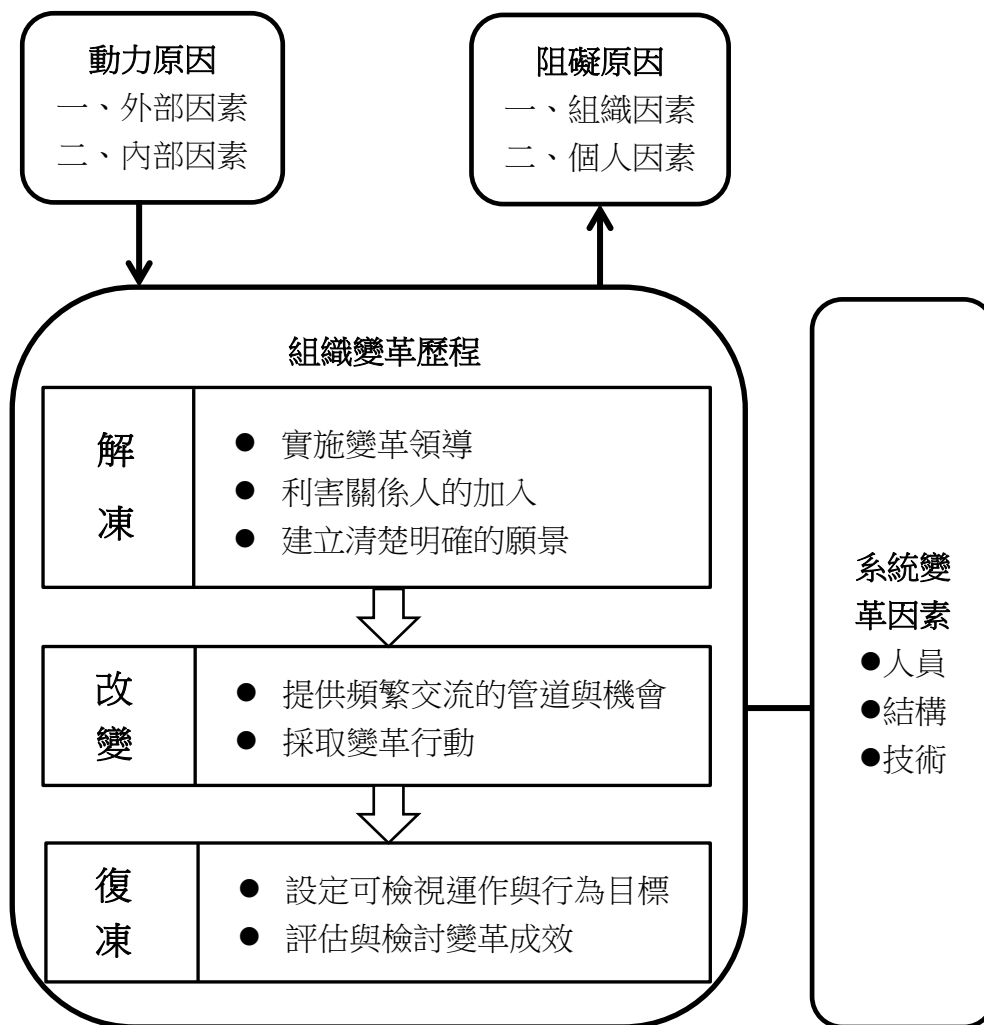 動力原因
一、外部因素
二、內部因素
阻礙原因
一、組織因素
二、個人因素
組織變革歷程
解
凍
● 實施變革領導
● 利害關係人的加入
● 建立清楚明確的願景
改
變
● 提供頻繁交流的管道與機會
● 採取變革行動
復
凍
● 設定可檢視運作與行為目標
● 評估與檢討變革成效
系統變
革因素
●人員
●結構
●技術